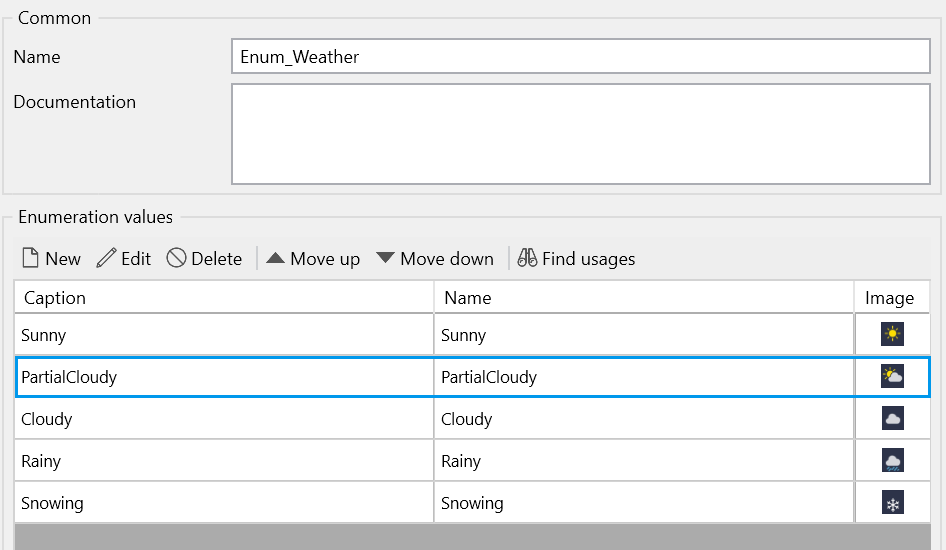 Common
Name Enum_Weather
Documentation
Enumeration values
New Edit Delete Move up Move down Find usages
Caption Name Image
Sunny Sunny
PartialCloudy PartialCloudy
Cloudy Cloudy
Rainy Rainy
Snowing Snowing